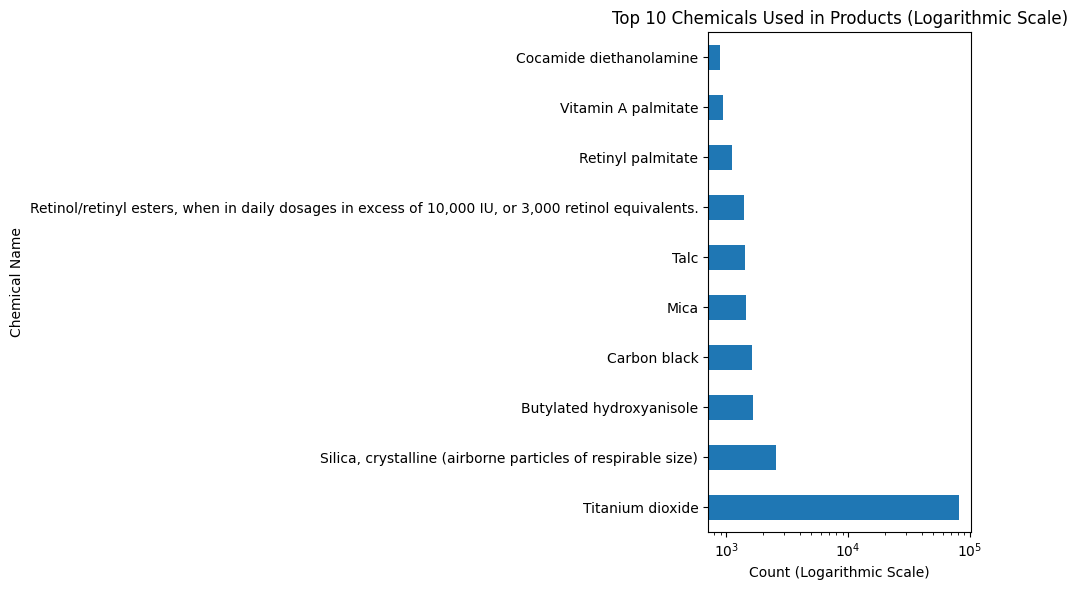 Top 10 Chemicals Used in Products (Logarithmic Scale)
Chemical Name
Cocamide diethanolamine
Vitamin A palmitate
Retinyl palmitate
Retinol/retinyl esters, when in daily dosages in excess of 10,000 IU, or 3,000 retinol equivalents.
Talc
Mica
Carbon black
Butylated hydroxyanisole
Silica, crystalline (airborne particles of respirable size)
Titanium dioxide
10³ 10⁴ 10⁵
Count (Logarithmic Scale)